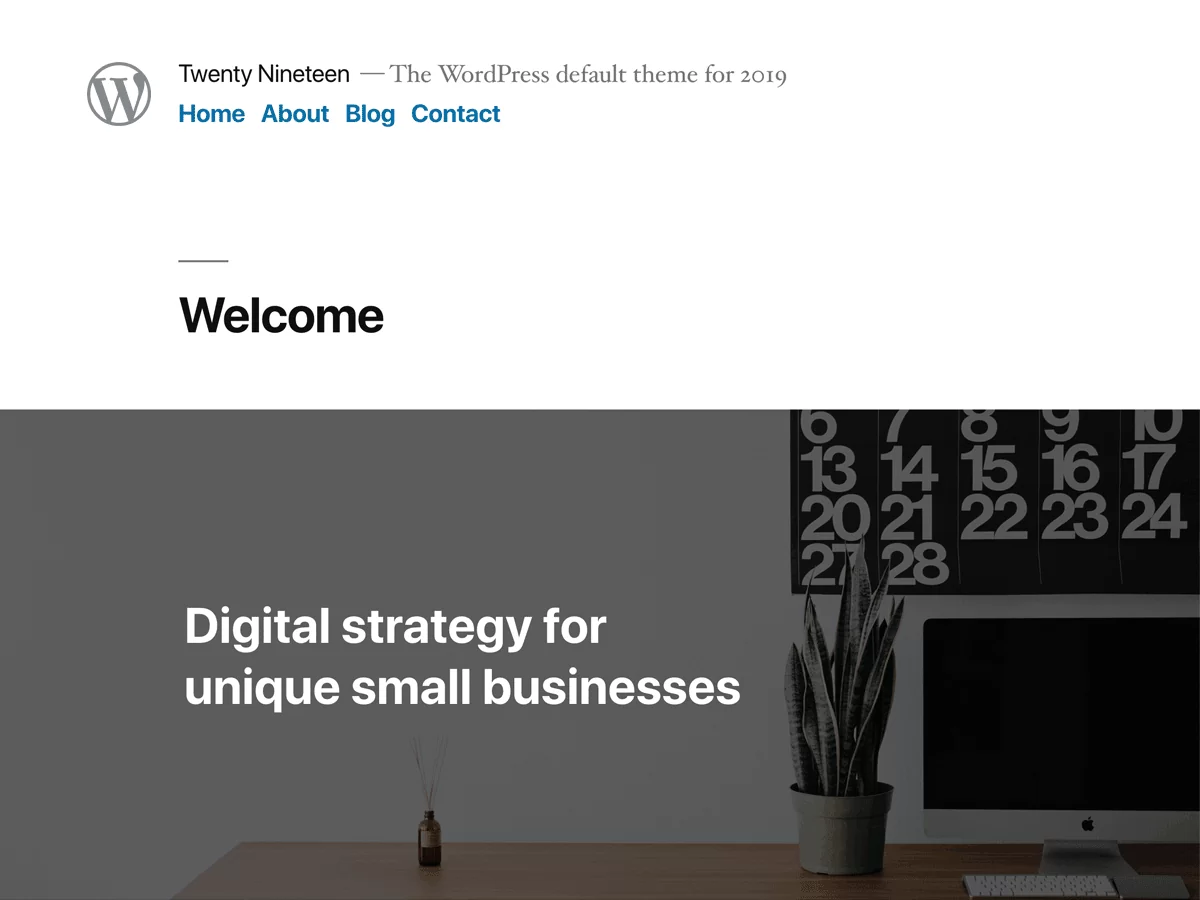 Twenty Nineteen — The WordPress default theme for 2019
Home About Blog Contact
Welcome
6 7 8 9 10
13 14 15 16 17
20 21 22 23 24
27 28
Digital strategy for
unique small businesses